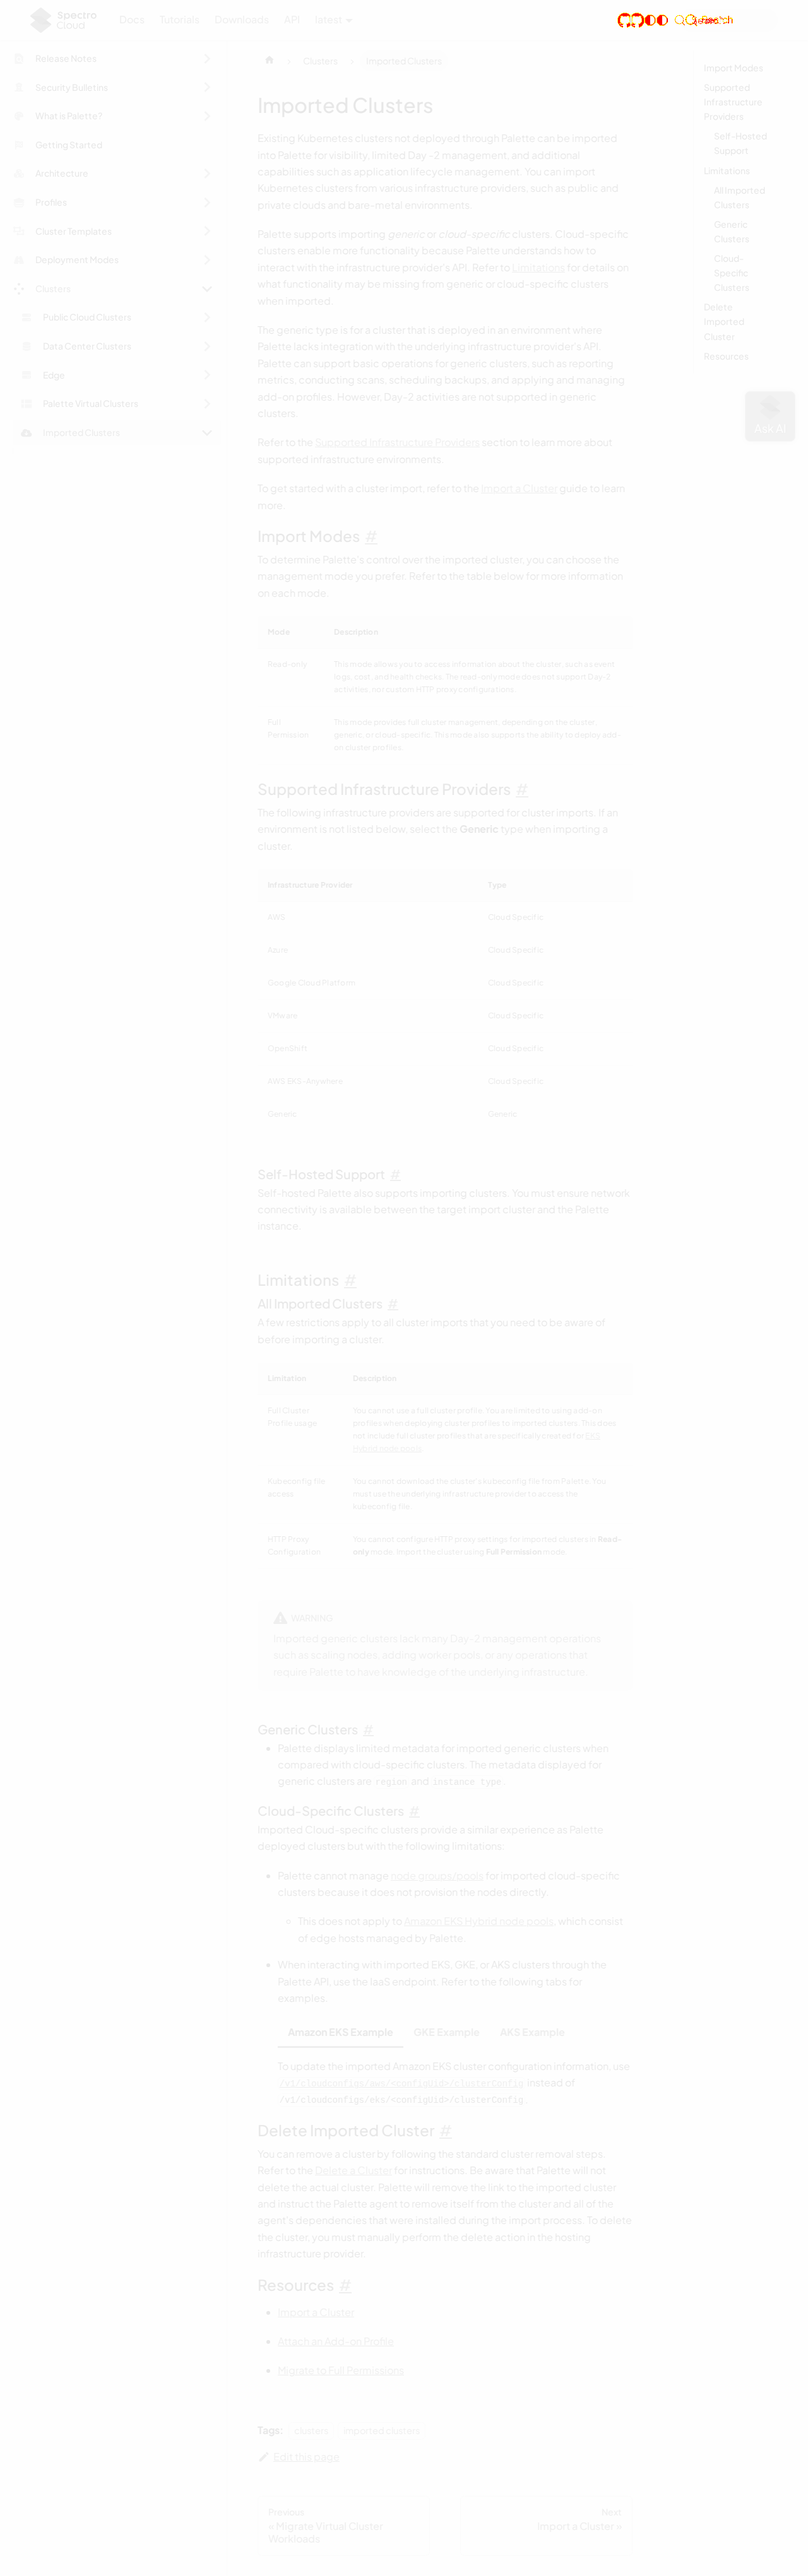 Spectro Cloud
Docs Tutorials Downloads API latest
Release Notes
Security Bulletins
What is Palette?
Getting Started
Architecture
Profiles
Cluster Templates
Deployment Modes
Clusters
Public Cloud Clusters
Data Center Clusters
Edge
Palette Virtual Clusters
Imported Clusters
Clusters
Imported Clusters
Imported Clusters
Existing Kubernetes clusters not deployed through Palette can be imported
into Palette for visibility, limited Day -2 management, and additional
capabilities such as application lifecycle management. You can import
Kubernetes clusters from various infrastructure providers, such as public and
private clouds and bare-metal environments.
Palette supports importing generic or cloud-specific clusters. Cloud-specific
clusters enable more functionality because Palette understands how to
interact with the infrastructure provider's API. Refer to Limitations for details on
what functionality may be missing from generic or cloud-specific clusters
when imported.
The generic type is for a cluster that is deployed in an environment where
Palette lacks integration with the underlying infrastructure provider's API.
Palette can support basic operations for generic clusters, such as reporting
metrics, conducting scans, scheduling backups, and applying and managing
add-on profiles. However, Day-2 activities are not supported in generic
clusters.
Refer to the Supported Infrastructure Providers section to learn more about
supported infrastructure environments.
To get started with a cluster import, refer to the Import a Cluster guide to learn
more.
Import Modes #
To determine Palette's control over the imported cluster, you can choose the
management mode you prefer. Refer to the table below for more information
on each mode.
Mode Description
Read-only This mode allows you to access information about the cluster, such as event
logs, cost, and health checks. The read-only mode does not support Day-2
activities, nor custom HTTP proxy configurations.
Full Permission This mode provides full cluster management, depending on the cluster,
generic or cloud-specific. This mode also supports the ability to deploy add-
on cluster profiles.
Supported Infrastructure Providers #
The following infrastructure providers are supported for cluster imports. If an
environment is not listed below, select the Generic type when importing a
cluster.
Infrastructure Provider Type
AWS Cloud Specific
Azure Cloud Specific
Google Cloud Platform Cloud Specific
VMware Cloud Specific
OpenShift Cloud Specific
AWS EKS-Anywhere Cloud Specific
Generic Generic
Self-Hosted Support #
Self-hosted Palette also supports importing clusters. You must ensure network
connectivity is available between the target import cluster and the Palette
instance.
Limitations #
All Imported Clusters #
A few restrictions apply to all cluster imports that you need to be aware of
before importing a cluster.
Limitation Description
Full Cluster Profile usage You cannot use a full cluster profile. You are limited to using add-on
profiles when deploying cluster profiles to imported clusters. This does
not include full cluster profiles that are specifically created for EKS
Hybrid node pools.
Kubeconfig file access You cannot download the cluster's kubeconfig file from Palette. You
must use the underlying infrastructure provider to access the
kubeconfig file.
HTTP Proxy Configuration You cannot configure HTTP proxy settings for imported clusters in Read-
only mode. Import the cluster using Full Permission mode.
WARNING
Imported generic clusters lack many Day-2 management operations
such as scaling nodes, adding worker pools, or any operations that
require Palette to have knowledge of the underlying infrastructure.
Generic Clusters #
Palette displays limited metadata for imported generic clusters when
compared with cloud-specific clusters. The metadata displayed for
generic clusters are region and instance type.
Cloud-Specific Clusters #
Imported Cloud-specific clusters provide a similar experience as Palette
deployed clusters but with the following limitations:
Palette cannot manage node groups/pools for imported cloud-specific
clusters because it does not provision the nodes directly.
This does not apply to Amazon EKS Hybrid node pools, which consist
of edge hosts managed by Palette.
When interacting with imported EKS, GKE, or AKS clusters through the
Palette API, use the IaaS endpoint. Refer to the following tabs for
examples.
Amazon EKS Example GKE Example AKS Example
To update the imported Amazon EKS cluster configuration information, use
/v1/cloudconfigs/aws/<configUid>/clusterConfig instead of
/v1/cloudconfigs/eks/<configUid>/clusterConfig.
Delete Imported Cluster #
You can remove a cluster by following the standard cluster removal steps.
Refer to the Delete a Cluster for instructions. Be aware that Palette will not
delete the actual cluster. Palette will remove the link to the imported cluster
and instruct the Palette agent to remove itself from the cluster and all of the
agent's dependencies that were installed during the import process. To delete
the cluster, you must manually perform the delete action in the hosting
infrastructure provider.
Resources #
Import a Cluster
Attach an Add-on Profile
Migrate to Full Permissions
Tags: clusters imported clusters
Edit this page
Previous
« Migrate Virtual Cluster
Workloads
Next
Import a Cluster »
Import Modes
Supported
Infrastructure
Providers
Self-Hosted
Support
Limitations
All Imported
Clusters
Generic
Clusters
Cloud-
Specific
Clusters
Delete
Imported
Cluster
Resources
Ask AI